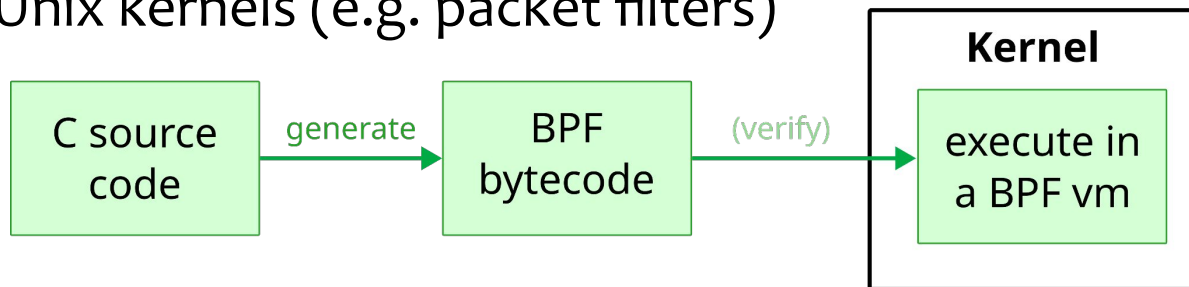 Unix kernels (e.g. packet filters)
Kernel
C source
code
generate
BPF
bytecode
(verify)
execute in
a BPF vm